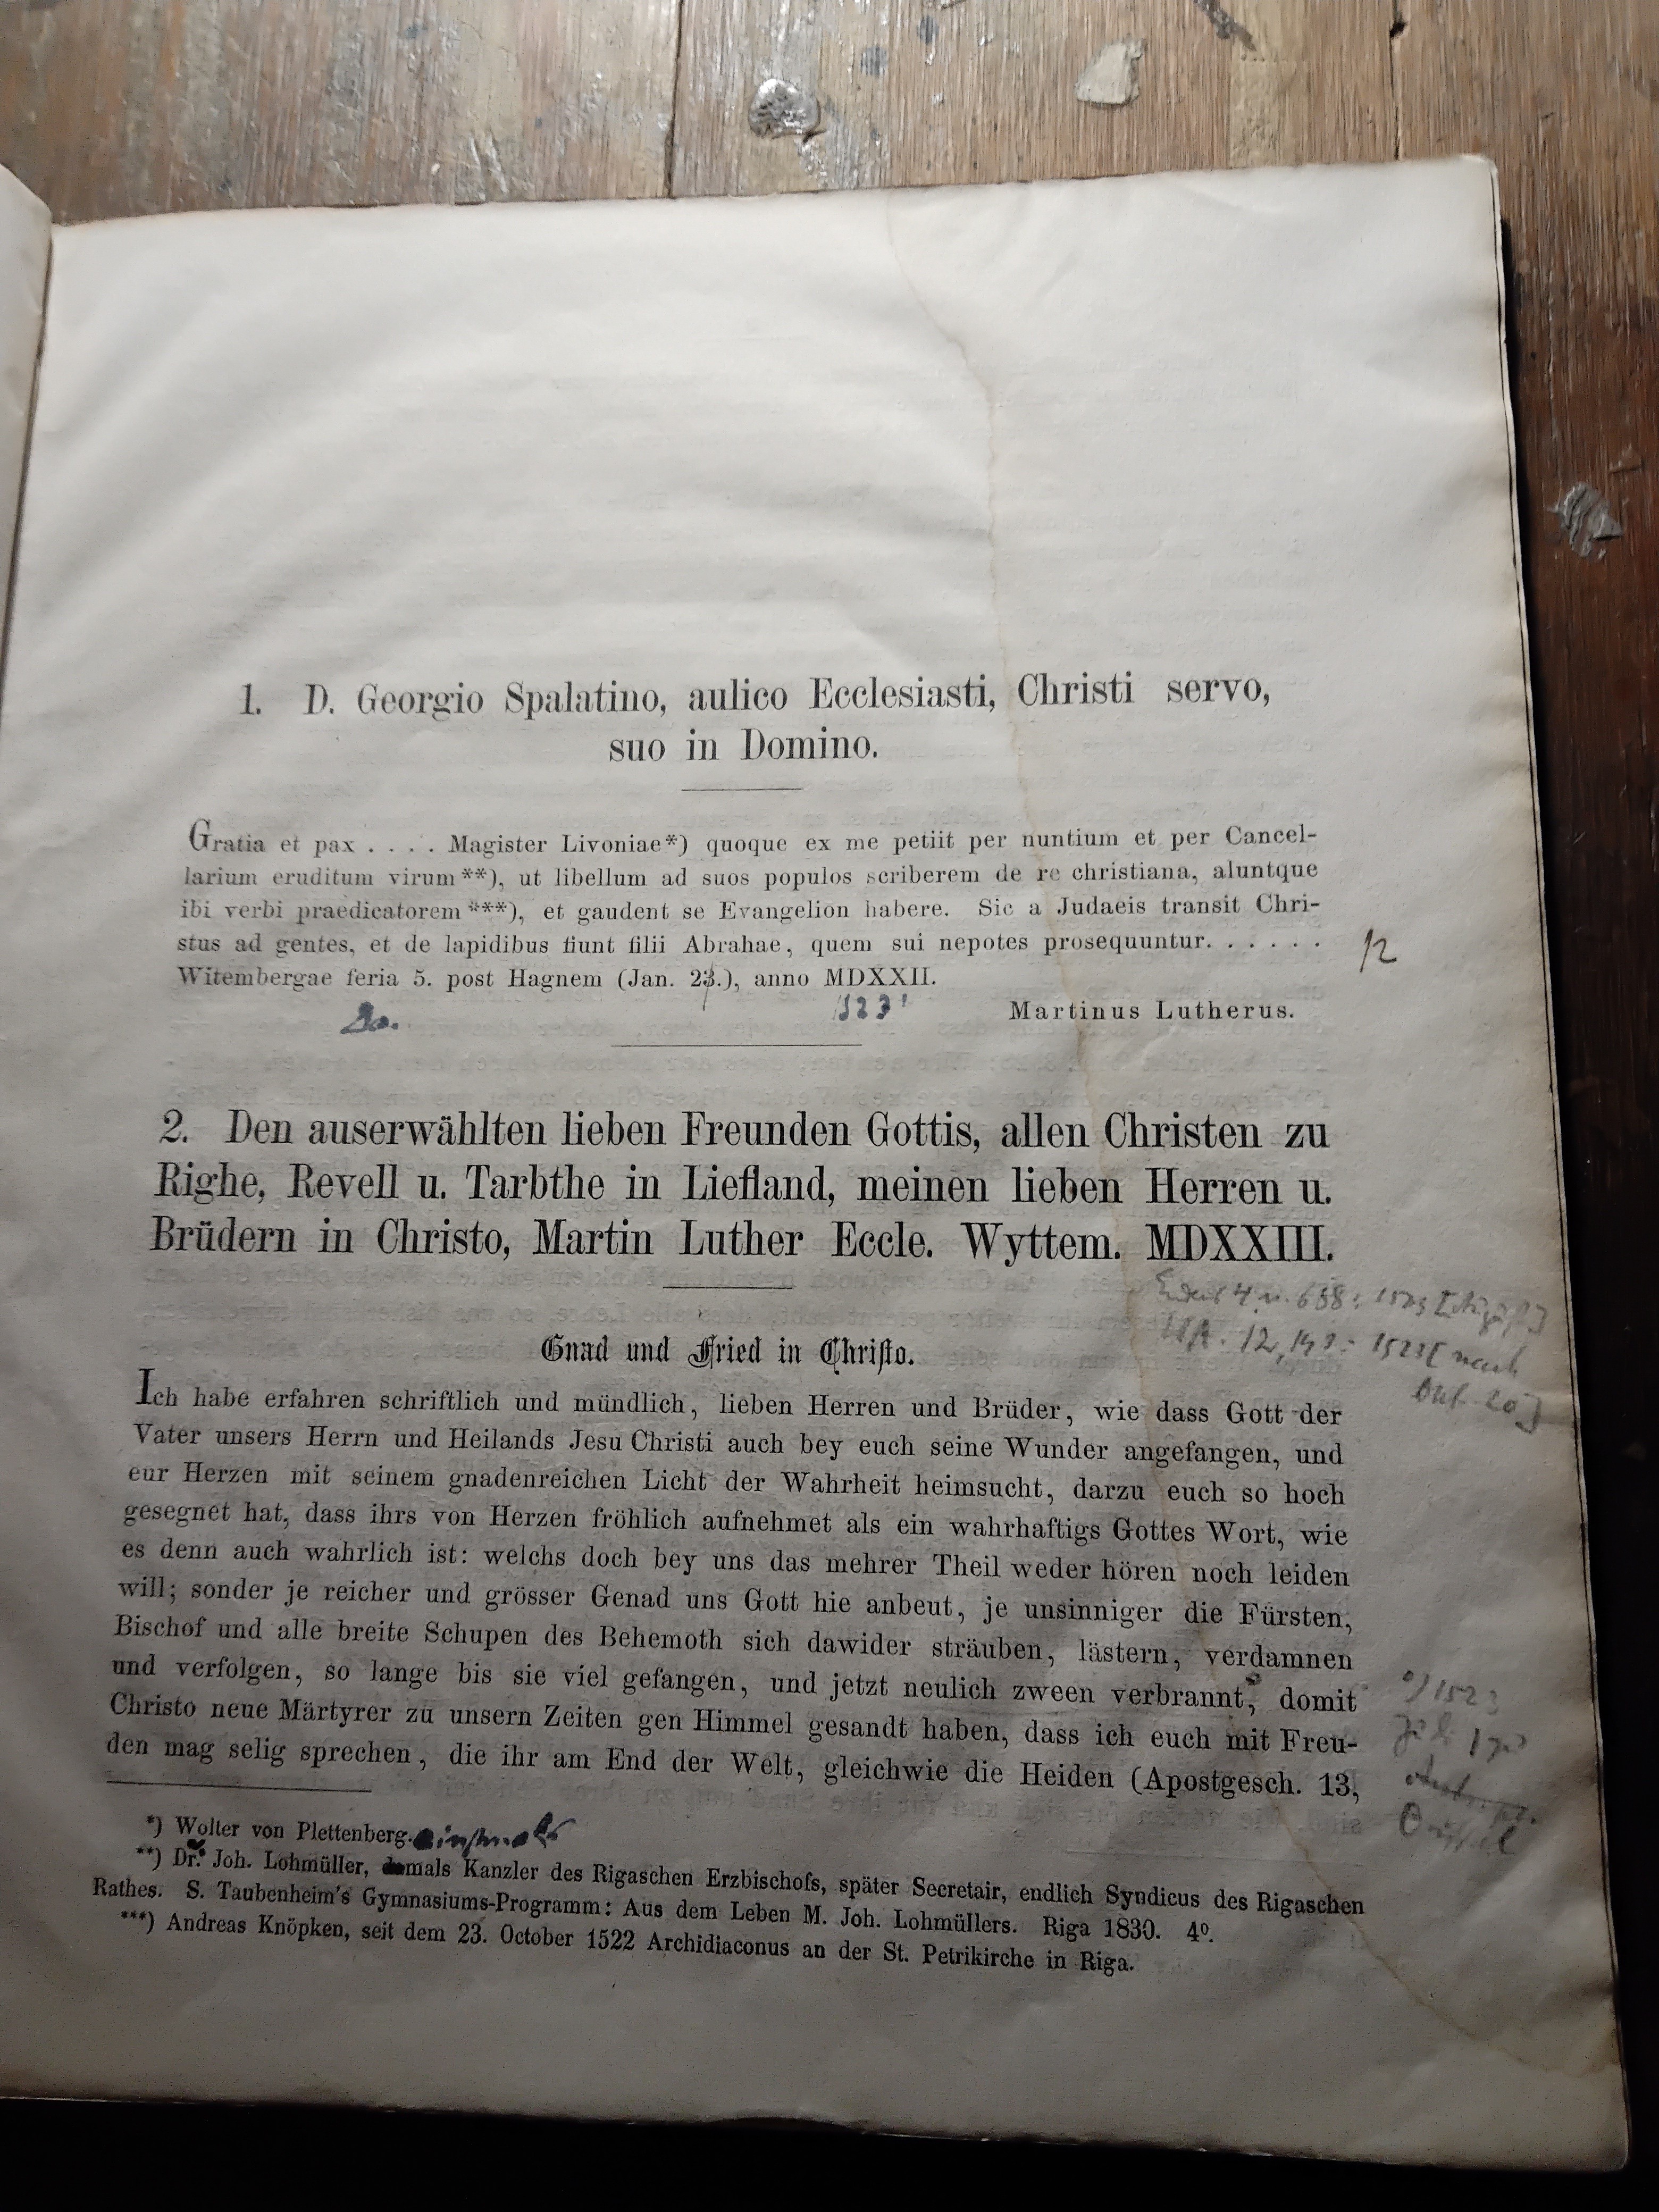 1. D. Georgio Spalatino, aulico Ecclesiasti, Christi servo,
suo in Domino.
Gratia et pax . . . . Magister Livoniae*) quoque ex me petiit per nuntium et per Cancel-
larium eruditum virum**), ut libellum ad suos populos scriberem de re christiana, aluntque
ibi verbi praedicatorem***), et gaudent se Evangelion habere. Sic a Judaeis transit Chri-
stus ad gentes, et de lapidibus fiunt filii Abrahae, quem sui nepotes prosequuntur. . . . . .
12
Witembergae feria 5. post Hagnem (Jan. 23.), anno MDXXII.
Martinus Lutherus.
2. Den auserwählten lieben Freunden Gottis, allen Christen zu
Righe, Revell u. Tarbthe in Liefland, meinen lieben Herren u.
Brüdern in Christo, Martin Luther Eccle. Wyttem. MDXXIII.
4 n. 638: 1523
WA. 12, 1523 [nach
Gnad und Fried in Christo.
Ich habe erfahren schriftlich und mündlich, lieben Herren und Brüder, wie dass Gott der
Vater unsers Herrn und Heilands Jesu Christi auch bey euch seine Wunder angefangen, und
eur Herzen mit seinem gnadenreichen Licht der Wahrheit heimsucht, darzu euch so hoch
gesegnet hat, dass ihrs von Herzen fröhlich aufnehmet als ein wahrhaftigs Gottes Wort, wie
es denn auch wahrlich ist: welchs doch bey uns das mehrer Theil weder hören noch leiden
will; sonder je reicher und grösser Genad uns Gott hie anbeut, je unsinniger die Fürsten,
Bischof und alle breite Schupen des Behemoth sich dawider sträuben, lästern, verdamnen
und verfolgen, so lange bis sie viel gefangen, und jetzt neulich zween verbrannt, domit
Christo neue Märtyrer zu unsern Zeiten gen Himmel gesandt haben, dass ich euch mit Freu-
den mag selig sprechen, die ihr am End der Welt, gleichwie die Heiden (Apostgesch. 13,
1523
Brüssel
*) Wolter von Plettenberg.
**) Dr. Joh. Lohmüller, damals Kanzler des Rigaschen Erzbischofs, später Secretair, endlich Syndicus des Rigaschen
Rathes. S. Taubenheim's Gymnasiums-Programm: Aus dem Leben M. Joh. Lohmüllers. Riga 1830. 4⁰.
***) Andreas Knöpken, seit dem 23. October 1522 Archidiaconus an der St. Petrikirche in Riga.